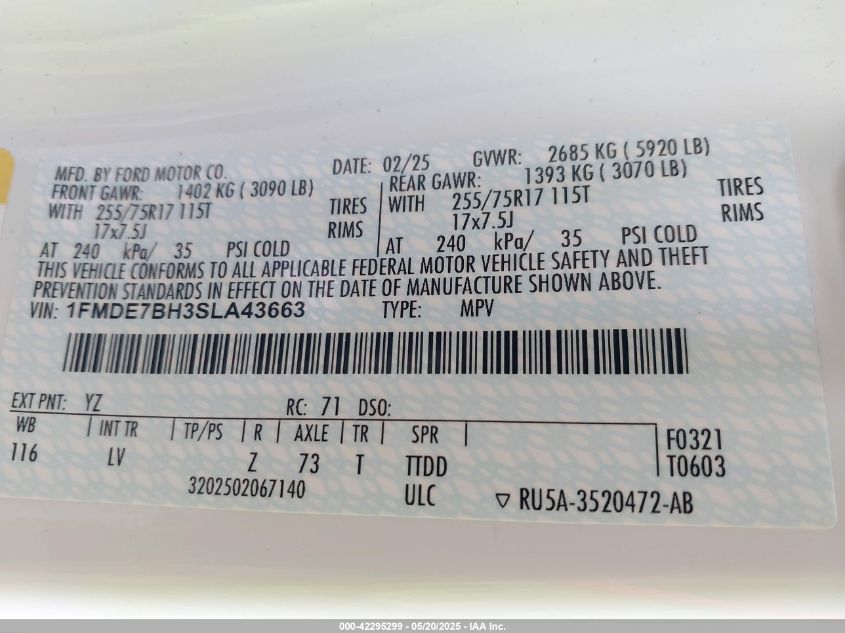 MFD. BY FORD MOTOR CO. DATE: 02/25 GVWR: 2685 KG ( 5920 LB)
FRONT GAWR: 1402 KG ( 3090 LB) REAR GAWR: 1393 KG ( 3070 LB)
WITH 255/75R17 115T TIRES WITH 255/75R17 115T TIRES
17x7.5J RIMS 17x7.5J RIMS
AT 240 kPa/ 35 PSI COLD AT 240 kPa/ 35 PSI COLD
THIS VEHICLE CONFORMS TO ALL APPLICABLE FEDERAL MOTOR VEHICLE SAFETY AND THEFT
PREVENTION STANDARDS IN EFFECT ON THE DATE OF MANUFACTURE SHOWN ABOVE.
VIN: 1FMDE7BH3SLA43663 TYPE: MPV
EXT PNT: YZ RC: 71 DSO:
WB INT TR TP/PS R AXLE TR SPR F0321
116 LV Z 73 T TTDD T0603
3202502067140 ULC ▽ RU5A-3520472-AB
000-42295299 - 05/20/2025 - IAA Inc.